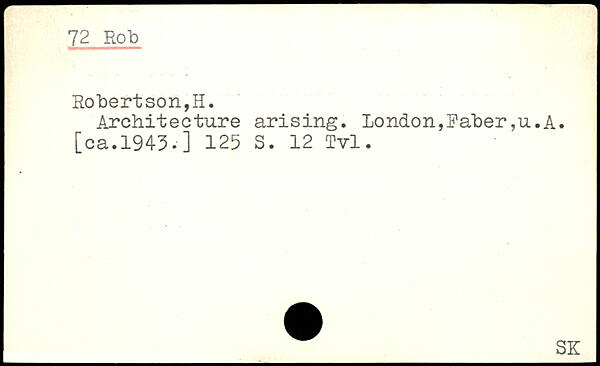 72 Rob
Robertson,H.
Architecture arising. London,Faber,u.A.
[ca.1943.] 125 S. 12 Tvl.
SK